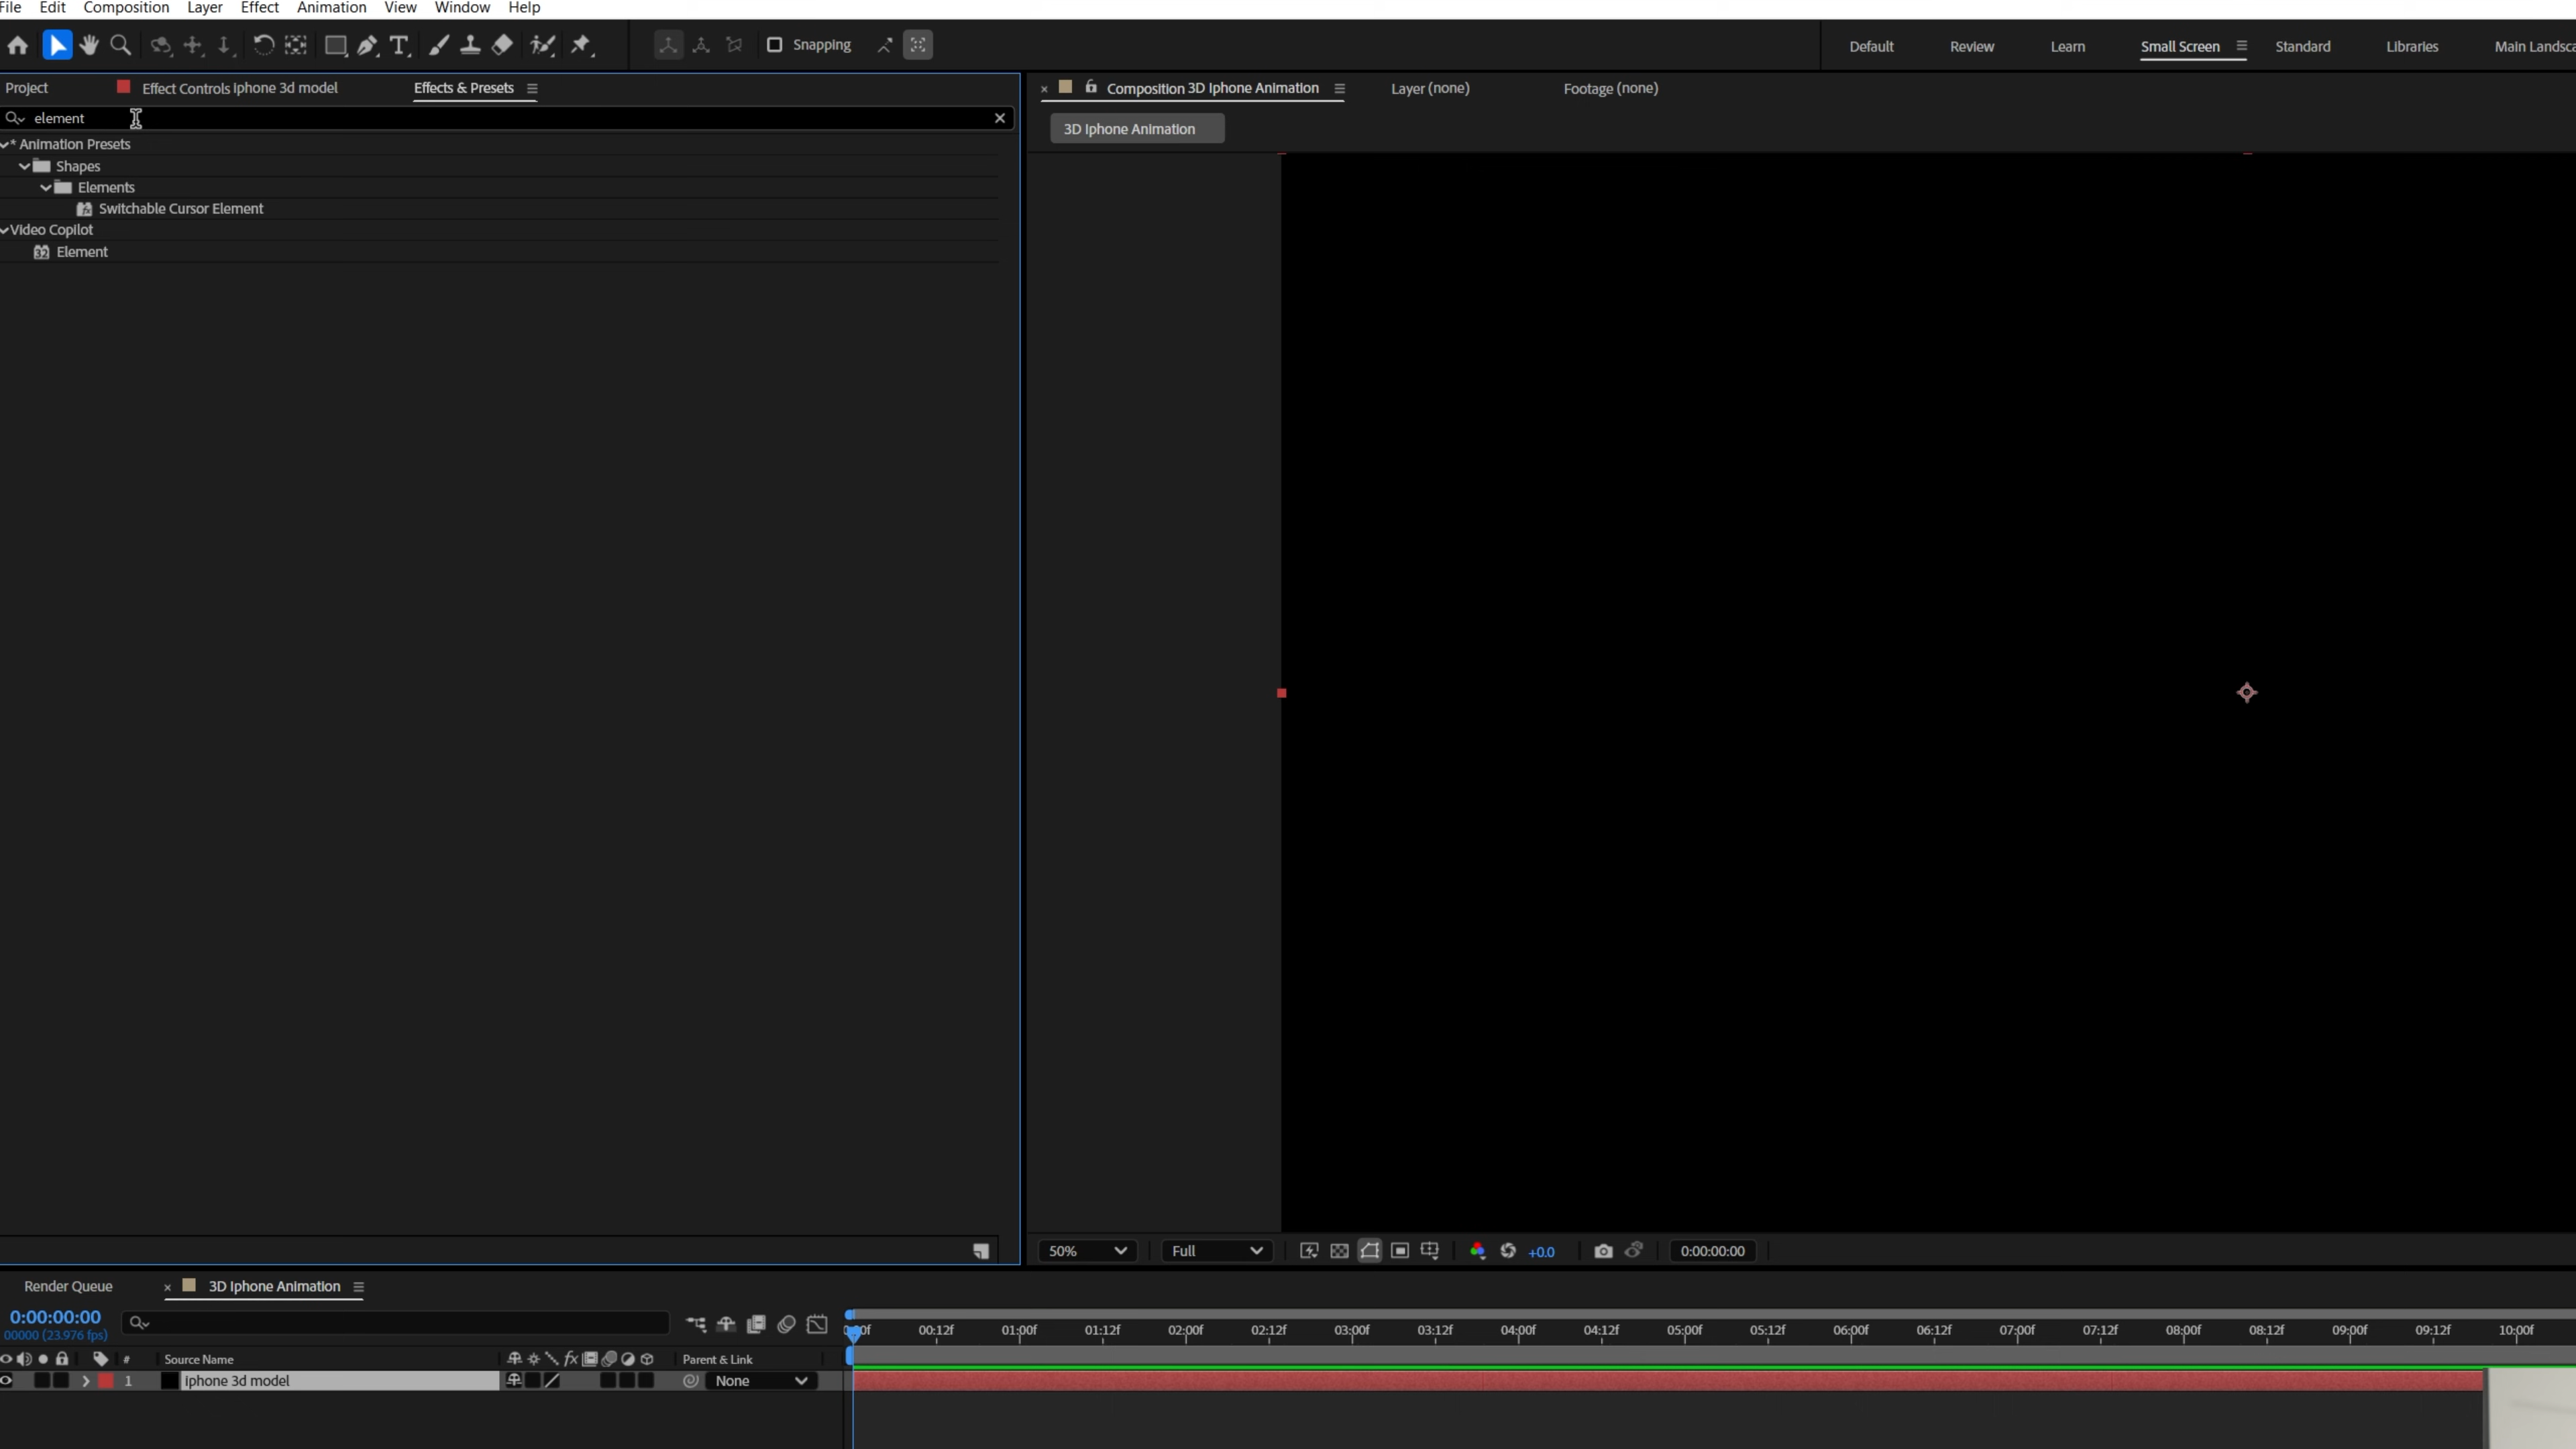 File Edit Composition Layer Effect Animation View Window Help
Snapping
Default Review Learn Small Screen Standard Libraries Main Landsca
Project Effect Controls Iphone 3d model Effects & Presets
Composition 3D Iphone Animation Layer (none) Footage (none)
element
3D Iphone Animation
* Animation Presets
Shapes
Elements
Switchable Cursor Element
Video Copilot
32 Element
50% Full +0.0 0:00:00:00
Render Queue 3D Iphone Animation
0:00:00:00
00000 (23.976 fps)
00:12f 01:00f 01:12f 02:00f 02:12f 03:00f 03:12f 04:00f 04:12f 05:00f 05:12f 06:00f 06:12f 07:00f 07:12f 08:00f 08:12f 09:00f 09:12f 10:00f
# Source Name fx Parent & Link
1 iphone 3d model None